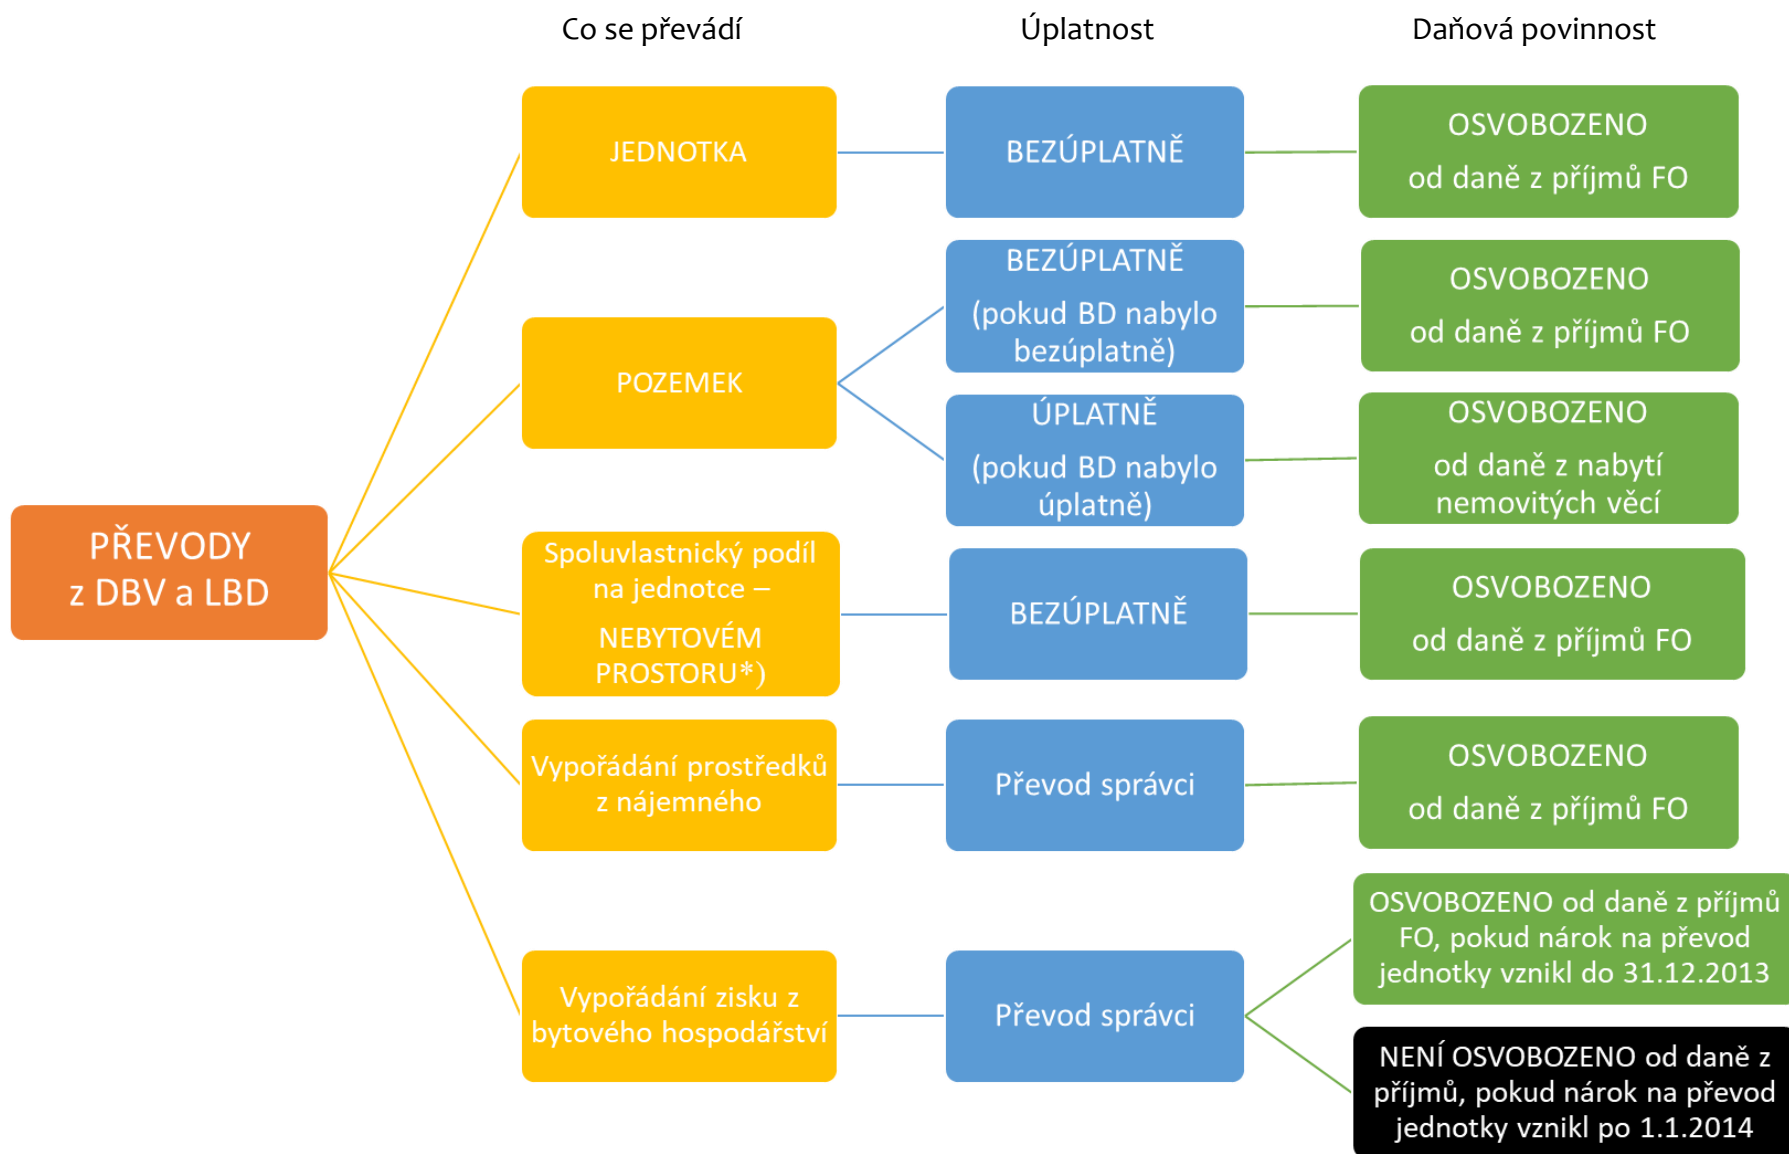 Co se převádí
Úplatnost
Daňová povinnost
PŘEVODY
z DBV a LBD
JEDNOTKA
BEZÚPLATNĚ
OSVOBOZENO
od daně z příjmů FO
POZEMEK
BEZÚPLATNĚ
(pokud BD nabylo
bezúplatně)
OSVOBOZENO
od daně z příjmů FO
ÚPLATNĚ
(pokud BD nabylo
úplatně)
OSVOBOZENO
od daně z nabytí
nemovitých věcí
Spoluvlastnický podíl
na jednotce –
NEBYTOVÉM
PROSTORU*)
BEZÚPLATNĚ
OSVOBOZENO
od daně z příjmů FO
Vypořádání prostředků
z nájemného
Převod správci
OSVOBOZENO
od daně z příjmů FO
Vypořádání zisku z
bytového hospodářství
Převod správci
OSVOBOZENO od daně z příjmů
FO, pokud nárok na převod
jednotky vznikl do 31.12.2013
NENÍ OSVOBOZENO od daně z
příjmů, pokud nárok na převod
jednotky vznikl po 1.1.2014